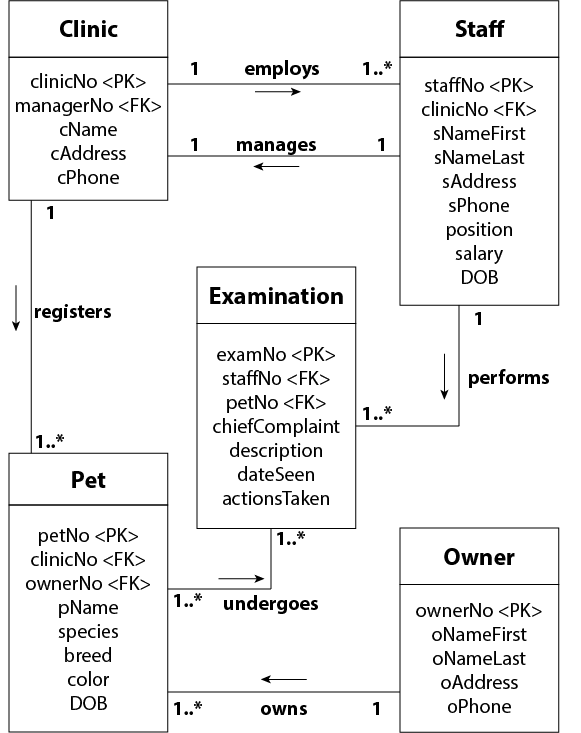 Clinic
clinicNo <PK>
managerNo <FK>
cName
cAddress
cPhone
1
employs
1..*
1
manages
1
Staff
staffNo <PK>
clinicNo <FK>
sNameFirst
sNameLast
sAddress
sPhone
position
salary
DOB
1
registers
1..*
Examination
examNo <PK>
staffNo <FK>
petNo <FK>
chiefComplaint
description
dateSeen
actionsTaken
1
performs
1..*
Pet
petNo <PK>
clinicNo <FK>
ownerNo <FK>
pName
species
breed
color
DOB
1..*
1..*
undergoes
Owner
ownerNo <PK>
oNameFirst
oNameLast
oAddress
oPhone
1..*
owns
1